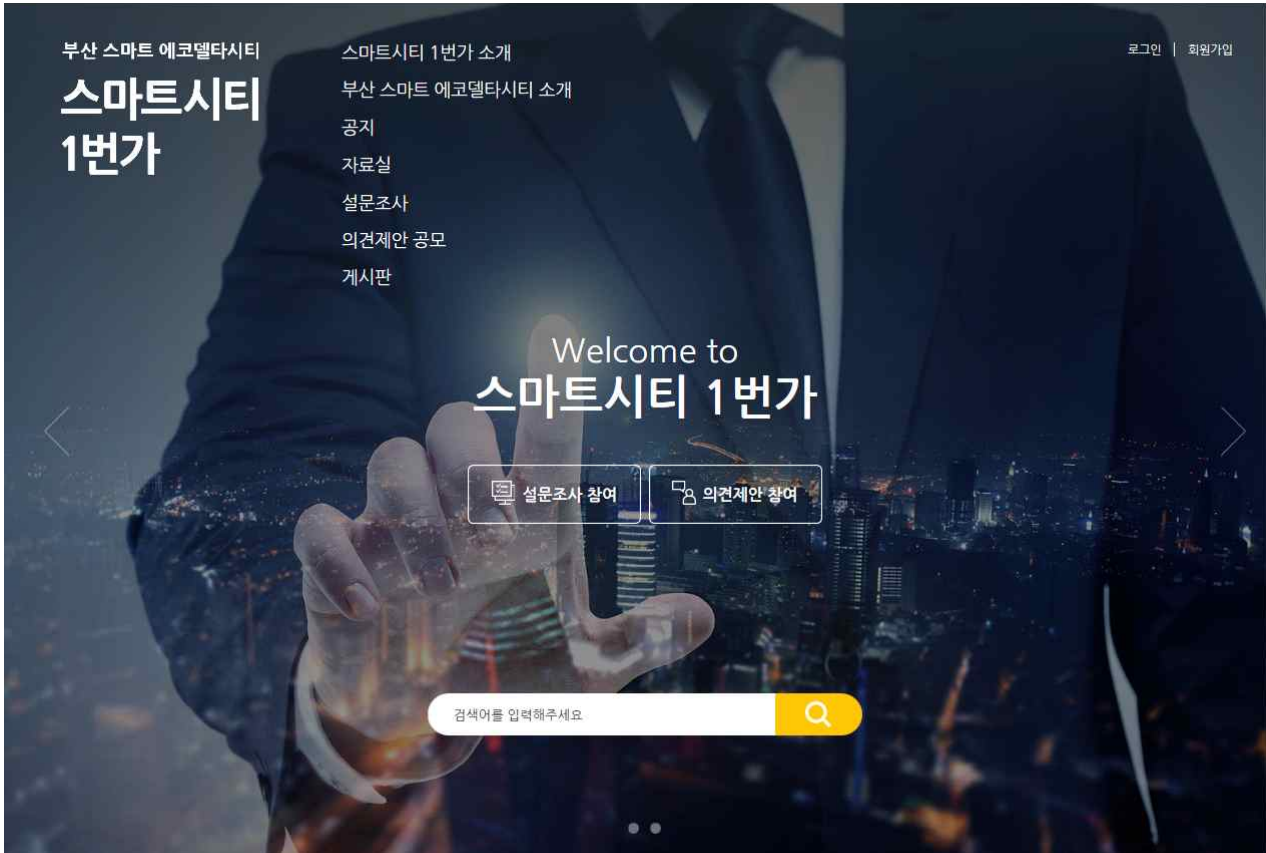 부산 스마트 에코델타시티
스마트시티
1번가
스마트시티 1번가 소개
부산 스마트 에코델타시티 소개
공지
자료실
설문조사
의견제안 공모
게시판
로그인 | 회원가입
Welcome to
스마트시티 1번가
설문조사 참여
의견제안 참여
검색어를 입력해주세요